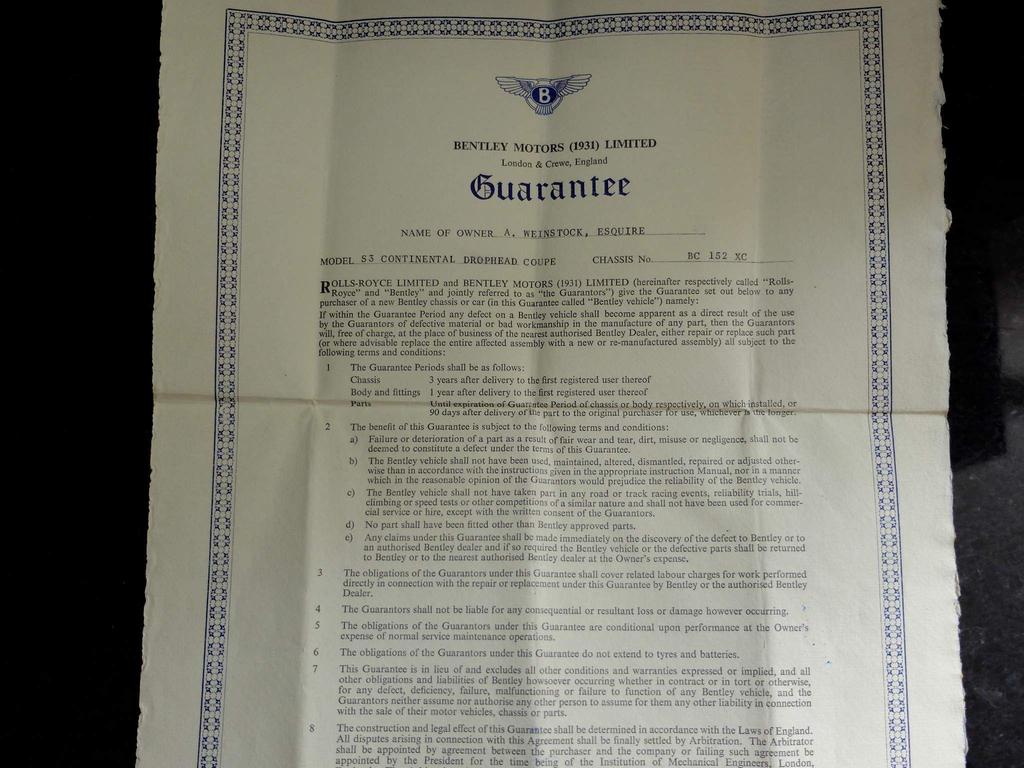 B
BENTLEY MOTORS (1931) LIMITED
London & Crewe, England
Guarantee
NAME OF OWNER A. WEINSTOCK, ESQUIRE
MODEL S3 CONTINENTAL DROPHEAD COUPE CHASSIS No. BC 152 XC
ROLLS-ROYCE LIMITED and BENTLEY MOTORS (1931) LIMITED (hereinafter respectively called "Rolls-
Royce" and "Bentley" and jointly referred to as "the Guarantors") give the Guarantee set out below to any
purchaser of a new Bentley chassis or car (in this Guarantee called "Bentley vehicle") namely:
If within the Guarantee Period any defect on a Bentley vehicle shall become apparent as a direct result of the use
by the Guarantors of defective material or bad workmanship in the manufacture of any part, then the Guarantors
will, free of charge, at the place of business of the nearest authorised Bentley Dealer, either repair or replace such part
(or where advisable replace the entire affected assembly with a new or re-manufactured assembly) all subject to the
following terms and conditions:
1 The Guarantee Periods shall be as follows:
Chassis 3 years after delivery to the first registered user thereof
Body and fittings 1 year after delivery to the first registered user thereof
Parts Until expiration of Guarantee Period of chassis or body respectively, on which installed, or
90 days after delivery of the part to the original purchaser for use, whichever is the longer.
2 The benefit of this Guarantee is subject to the following terms and conditions:
a) Failure or deterioration of a part as a result of fair wear and tear, dirt, misuse or negligence, shall not be
deemed to constitute a defect under the terms of this Guarantee.
b) The Bentley vehicle shall not have been used, maintained, altered, dismantled, repaired or adjusted other-
wise than in accordance with the instructions given in the appropriate instruction Manual, nor in a manner
which in the reasonable opinion of the Guarantors would prejudice the reliability of the Bentley vehicle.
c) The Bentley vehicle shall not have taken part in any road or track racing events, reliability trials, hill-
climbing or speed tests or other competitions of a similar nature and shall not have been used for commer-
cial service or hire, except with the written consent of the Guarantors.
d) No part shall have been fitted other than Bentley approved parts.
e) Any claims under this Guarantee shall be made immediately on the discovery of the defect to Bentley or to
an authorised Bentley dealer and if so required the Bentley vehicle or the defective parts shall be returned
to Bentley or to the nearest authorised Bentley dealer at the Owner's expense.
3 The obligations of the Guarantors under this Guarantee shall cover related labour charges for work performed
directly in connection with the repair or replacement under this Guarantee by Bentley or the authorised Bentley
Dealer.
4 The Guarantors shall not be liable for any consequential or resultant loss or damage however occurring.
5 The obligations of the Guarantors under this Guarantee are conditional upon performance at the Owner's
expense of normal service maintenance operations.
6 The obligations of the Guarantors under this Guarantee do not extend to tyres and batteries.
7 This Guarantee is in lieu of and excludes all other conditions and warranties expressed or implied, and all
other obligations and liabilities of Bentley howsoever occurring whether in contract or in tort or otherwise,
for any defect, deficiency, failure, malfunctioning or failure to function of any Bentley vehicle, and the
Guarantors neither assume nor authorise any other person to assume for them any other liability in connection
with the sale of their motor vehicles, chassis or parts.
8 The construction and legal effect of this Guarantee shall be determined in accordance with the Laws of England.
All disputes arising in connection with this Agreement shall be finally settled by Arbitration. The Arbitrator
shall be appointed by agreement between the purchaser and the company or failing such agreement be
appointed by the President for the time being of the Institution of Mechanical Engineers, London,